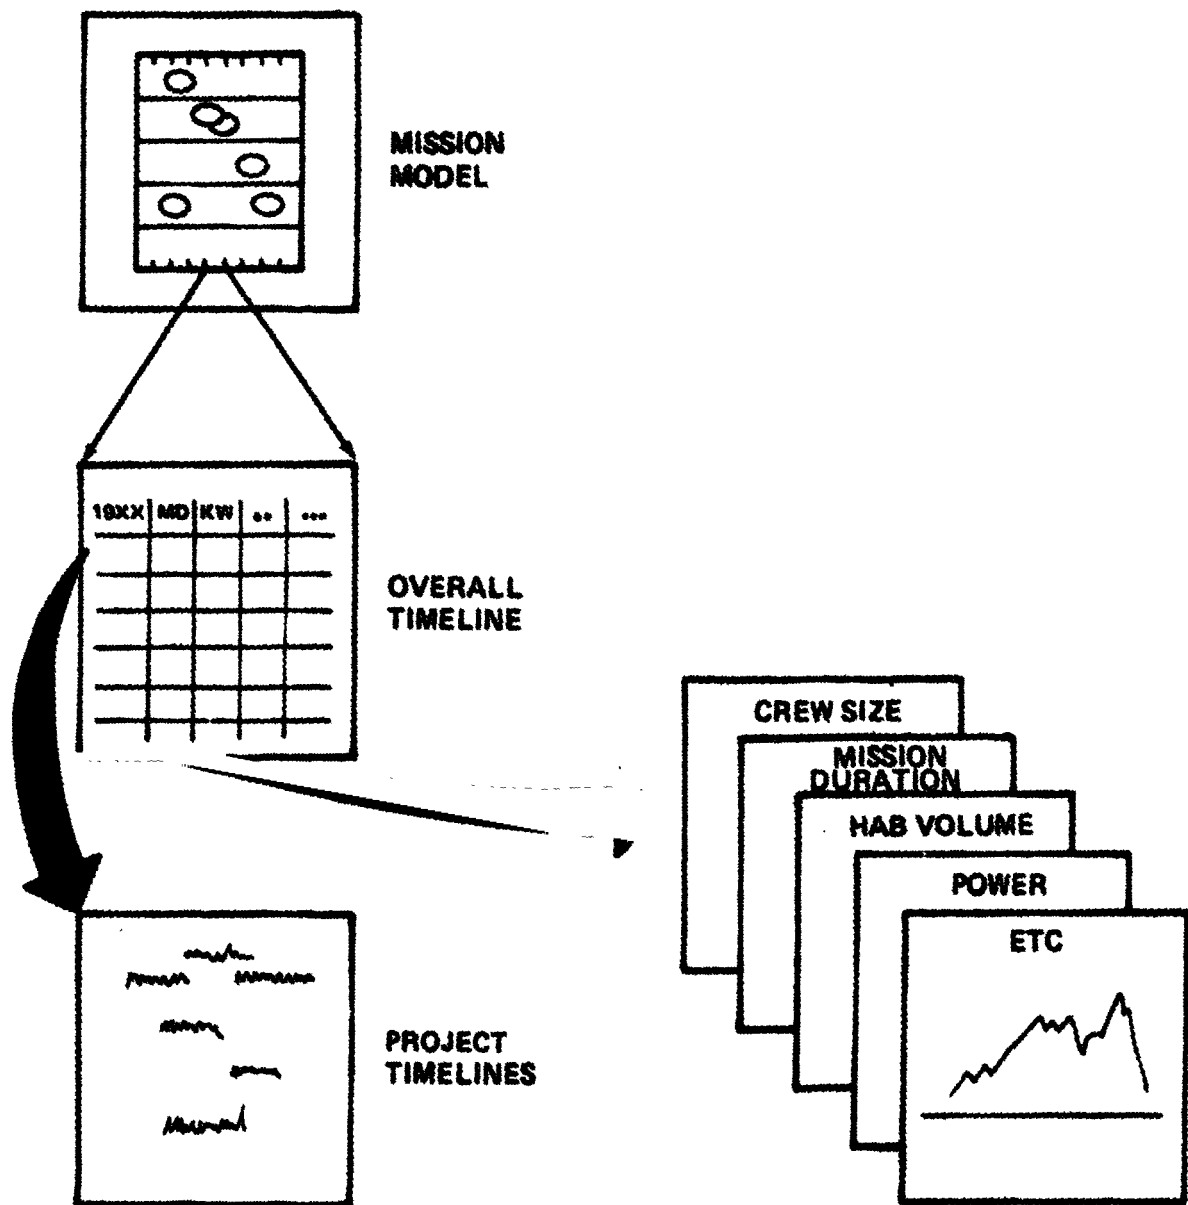 MISSION
MODEL
19XX MD KW .. ...
OVERALL
TIMELINE
CREW SIZE
MISSION
DURATION
HAB VOLUME
POWER
ETC
PROJECT
TIMELINES